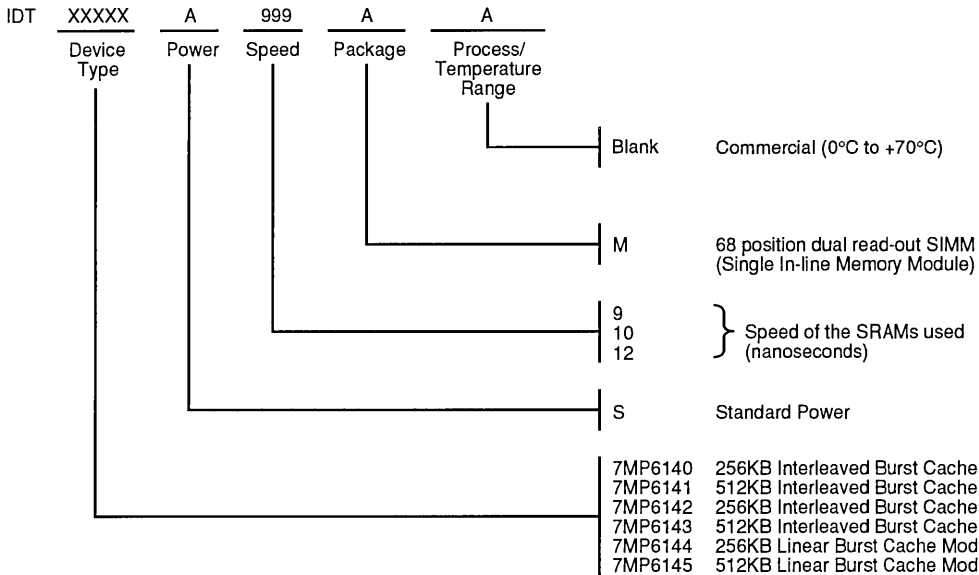 IDT XXXXX A 999 A A
Device Type Power Speed Package Process/ Temperature Range
Blank Commercial (0°C to +70°C)
M 68 position dual read-out SIMM
(Single In-line Memory Module)
9
10
12
Speed of the SRAMs used
(nanoseconds)
S Standard Power
7MP6140 256KB Interleaved Burst Cache
7MP6141 512KB Interleaved Burst Cache
7MP6142 256KB Interleaved Burst Cache
7MP6143 512KB Interleaved Burst Cache
7MP6144 256KB Linear Burst Cache Mod
7MP6145 512KB Linear Burst Cache Mod